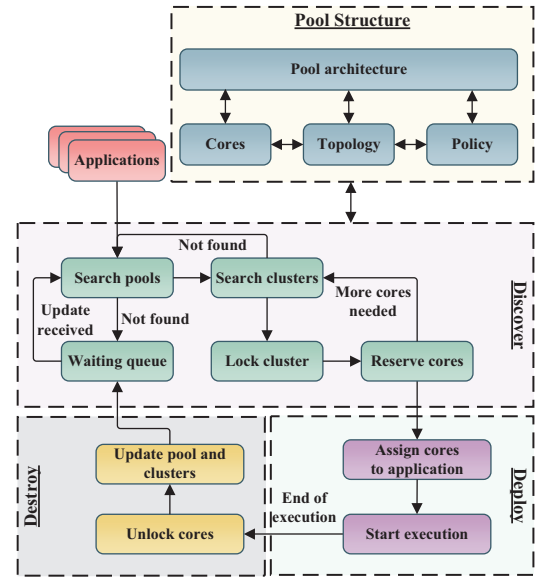 Pool Structure
Pool architecture
Cores
Topology
Policy
Applications
Not found
Search pools
Search clusters
Update
received
Not found
More cores
needed
Waiting queue
Lock cluster
Reserve cores
Discover
Update pool and
clusters
Assign cores
to application
End of
execution
Unlock cores
Start execution
Destroy
Deploy